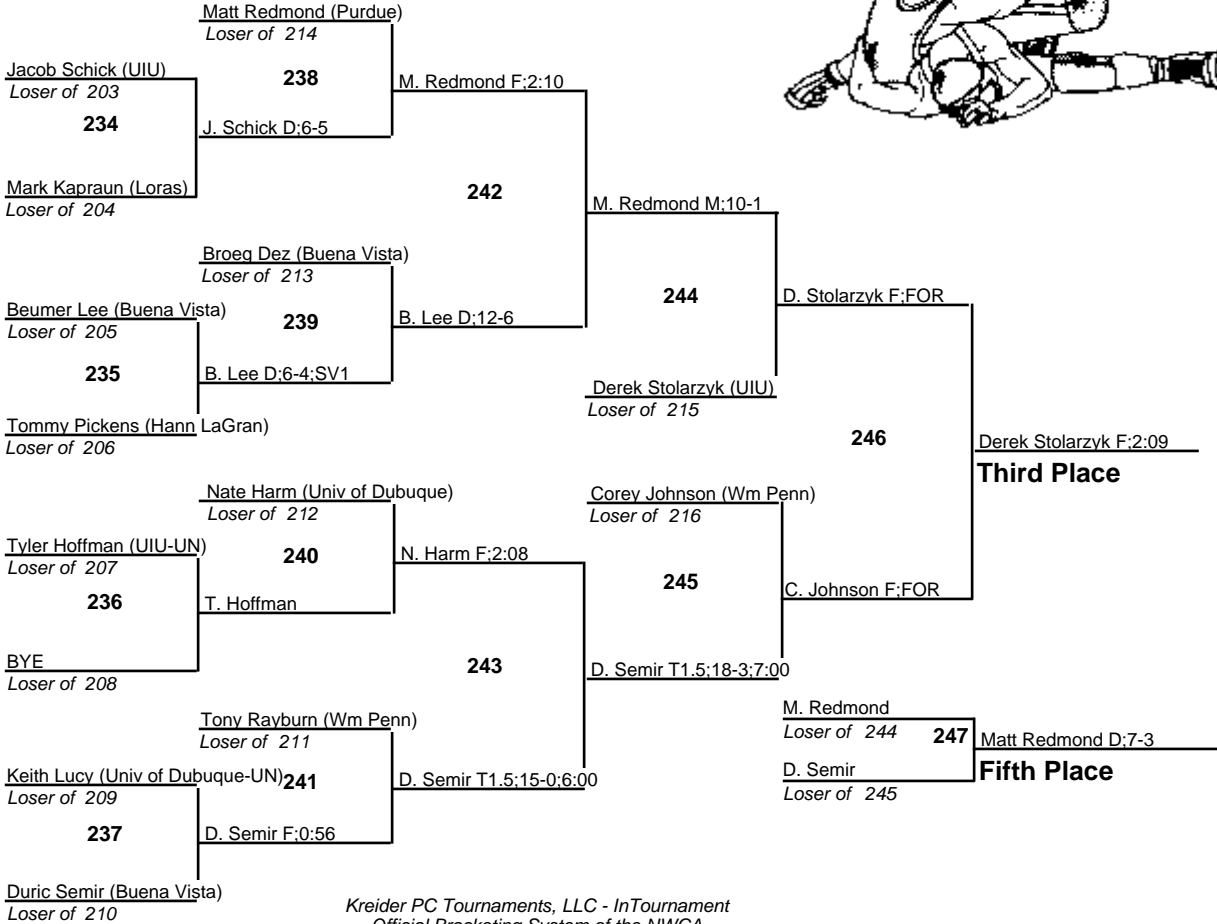 Matt Redmond (Purdue)
Loser of 214
Jacob Schick (UIU)
Loser of 203
238
M. Redmond F;2:10
234
J. Schick D;6-5
Mark Kapraun (Loras)
Loser of 204
242
M. Redmond M;10-1
Broeg Dez (Buena Vista)
Loser of 213
Beumer Lee (Buena Vista)
Loser of 205
239
B. Lee D;12-6
244
D. Stolarzyk F;FOR
235
B. Lee D;6-4;SV1
Derek Stolarzyk (UIU)
Loser of 215
Tommy Pickens (Hann LaGran)
Loser of 206
246
Derek Stolarzyk F;2:09
Third Place
Nate Harm (Univ of Dubuque)
Loser of 212
Corey Johnson (Wm Penn)
Loser of 216
Tyler Hoffman (UIU-UN)
Loser of 207
240
N. Harm F;2:08
245
C. Johnson F;FOR
236
T. Hoffman
BYE
Loser of 208
243
D. Semir T1.5;18-3;7:00
Tony Rayburn (Wm Penn)
Loser of 211
M. Redmond
Loser of 244
247
Matt Redmond D;7-3
Fifth Place
D. Semir
Loser of 245
Keith Lucy (Univ of Dubuque-UN)
Loser of 209
241
D. Semir T1.5;15-0;6:00
237
D. Semir F;0:56
Duric Semir (Buena Vista)
Loser of 210
Kreider PC Tournaments, LLC - InTournament
Official Bracketing System of the NWCA